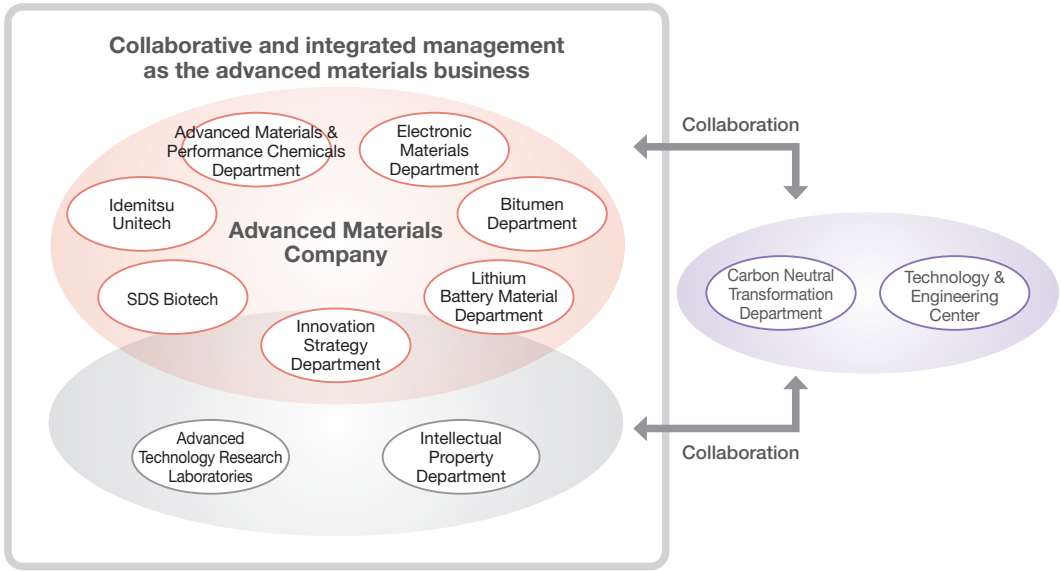 Collaborative and integrated management
as the advanced materials business
Advanced Materials &
Performance Chemicals
Department
Electronic
Materials
Department
Idemitsu
Unitech
Bitumen
Department
Advanced Materials
Company
SDS Biotech
Lithium
Battery Material
Department
Innovation
Strategy
Department
Advanced
Technology Research
Laboratories
Intellectual
Property
Department
Collaboration
Carbon Neutral
Transformation
Department
Technology &
Engineering
Center
Collaboration